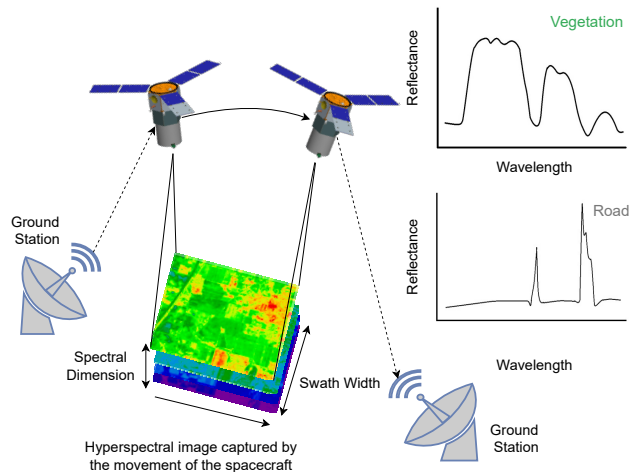 Vegetation
Reflectance
Wavelength
Road
Reflectance
Wavelength
Ground
Station
Spectral
Dimension
Swath Width
Hyperspectral image captured by
the movement of the spacecraft
Ground
Station